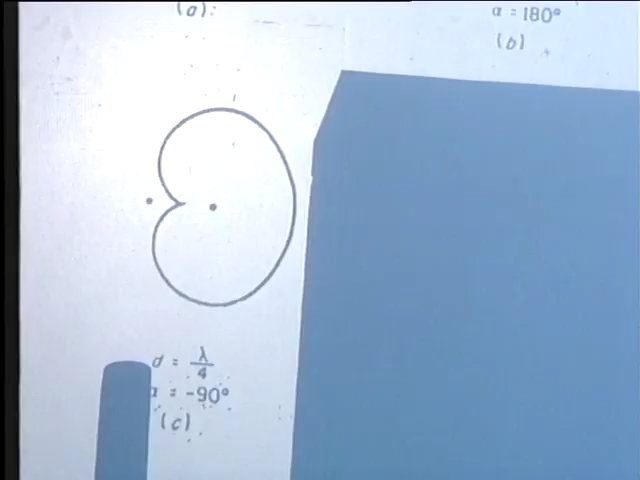 (a):
α = 180°
(b)
d = λ/4
α = -90°
(c)